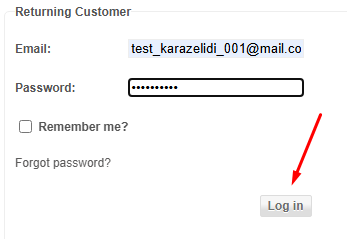 Returning Customer
Email: test_karazelidi_001@mail.co
Password: ••••••••••
Remember me?
Forgot password?
Log in